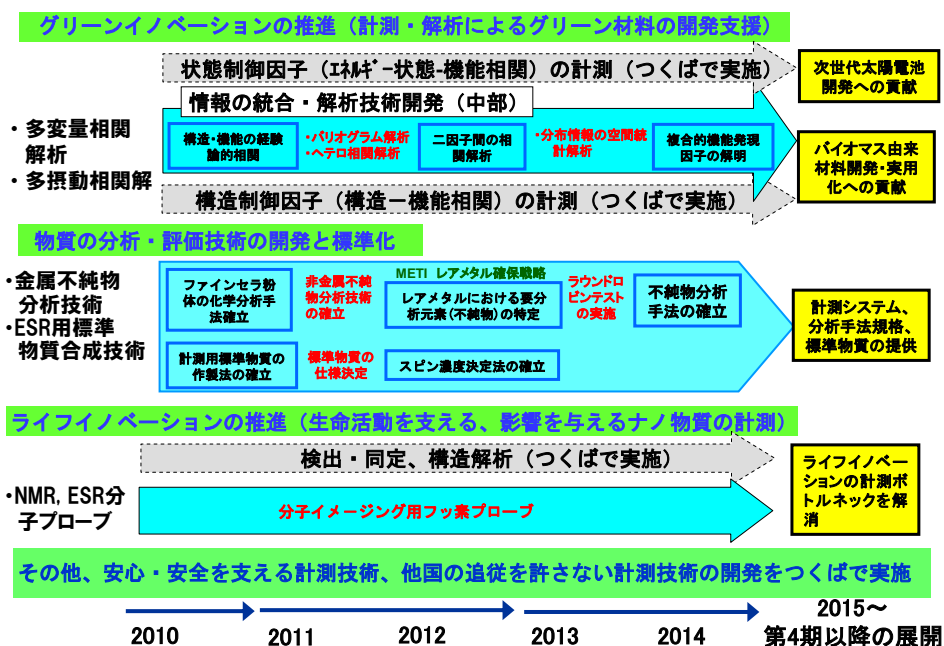 グリーンイノベーションの推進（計測・解析によるグリーン材料の開発支援）
状態制御因子（ｴﾈﾙｷﾞｰ状態-機能相関）の計測（つくばで実施）
次世代太陽電池
開発への貢献
情報の統合・解析技術開発（中部）
・多変量相関
解析
・多摂動相関解
構造・機能の経験
論的相関
・バリオグラム解析
・ヘテロ相関解析
二因子間の相
関解析
・分布情報の空間統
計解析
複合的機能発現
因子の解明
バイオマス由来
材料開発・実用
化への貢献
構造制御因子（構造－機能相関）の計測（つくばで実施）
物質の分析・評価技術の開発と標準化
・金属不純物
分析技術
・ESR用標準
物質合成技術
ファインセラ粉
体の化学分析手
法確立
非金属不純
物分析技術
の確立
METI レアメタル確保戦略
レアメタルにおける要分
析元素(不純物)の特定
ラウンドロ
ビンテスト
の実施
不純物分析
手法の確立
計測用標準物質の
作製法の確立
標準物質の
仕様決定
スピン濃度決定法の確立
計測システム、
分析手法規格、
標準物質の提供
ライフイノベーションの推進（生命活動を支える、影響を与えるナノ物質の計測）
検出・同定、構造解析（つくばで実施）
・NMR, ESR分
子プローブ
分子イメージング用フッ素プローブ
ライフイノベー
ションの計測ボ
トルネックを解
消
その他、安心・安全を支える計測技術、他国の追従を許さない計測技術の開発をつくばで実施
2010
2011
2012
2013
2014
2015～
第4期以降の展開